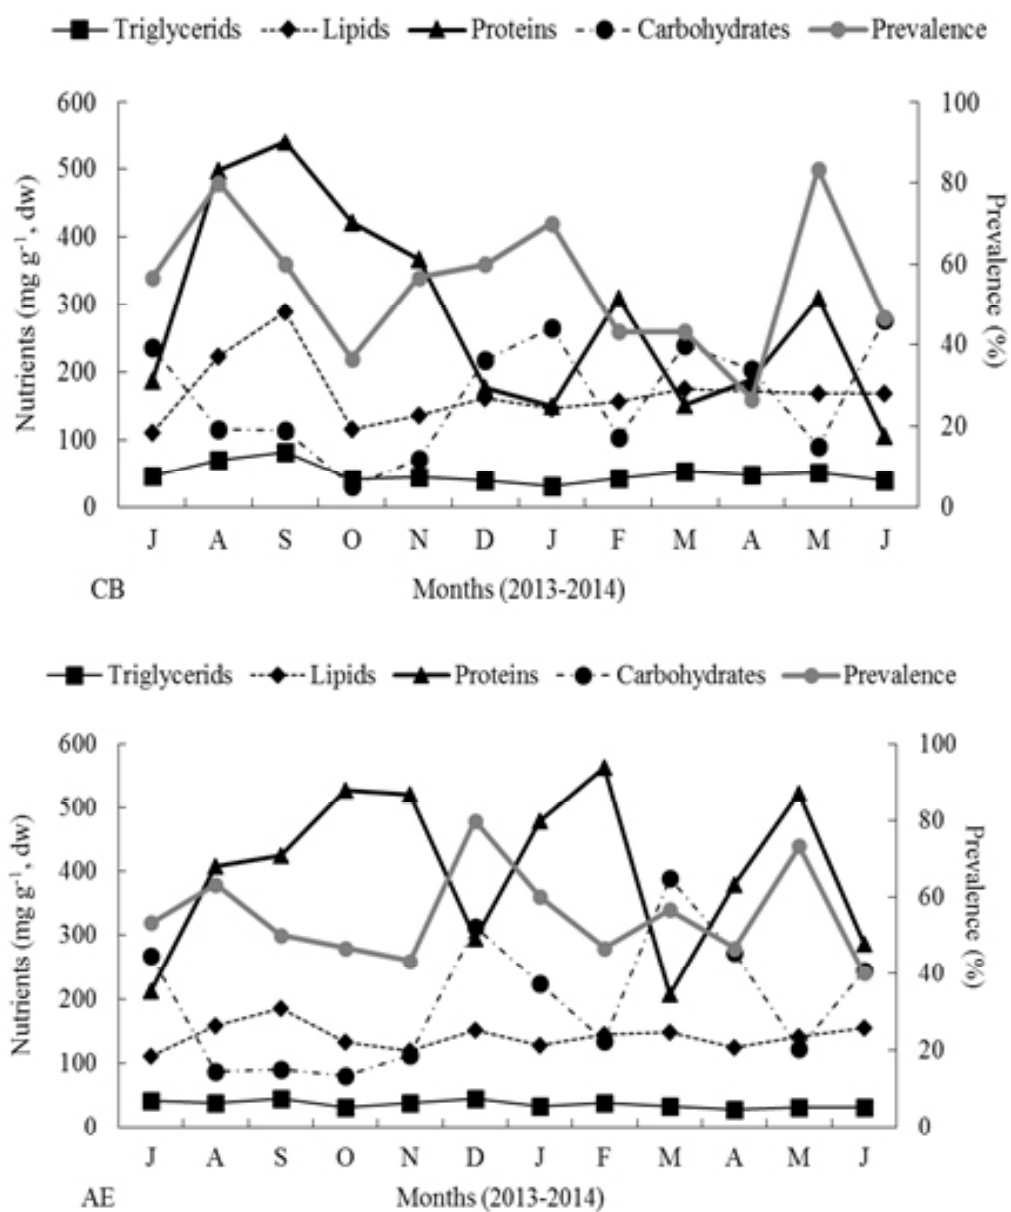 Triglycerids Lipids Proteins Carbohydrates Prevalence
600
500
400
300
200
100
0
Nutrients (mg g⁻¹, dw)
100
80
60
40
20
0
Prevalence (%)
J A S O N D J F M A M J
CB Months (2013-2014)
Triglycerids Lipids Proteins Carbohydrates Prevalence
600
500
400
300
200
100
0
Nutrients (mg g⁻¹, dw)
100
80
60
40
20
0
Prevalence (%)
J A S O N D J F M A M J
AE Months (2013-2014)